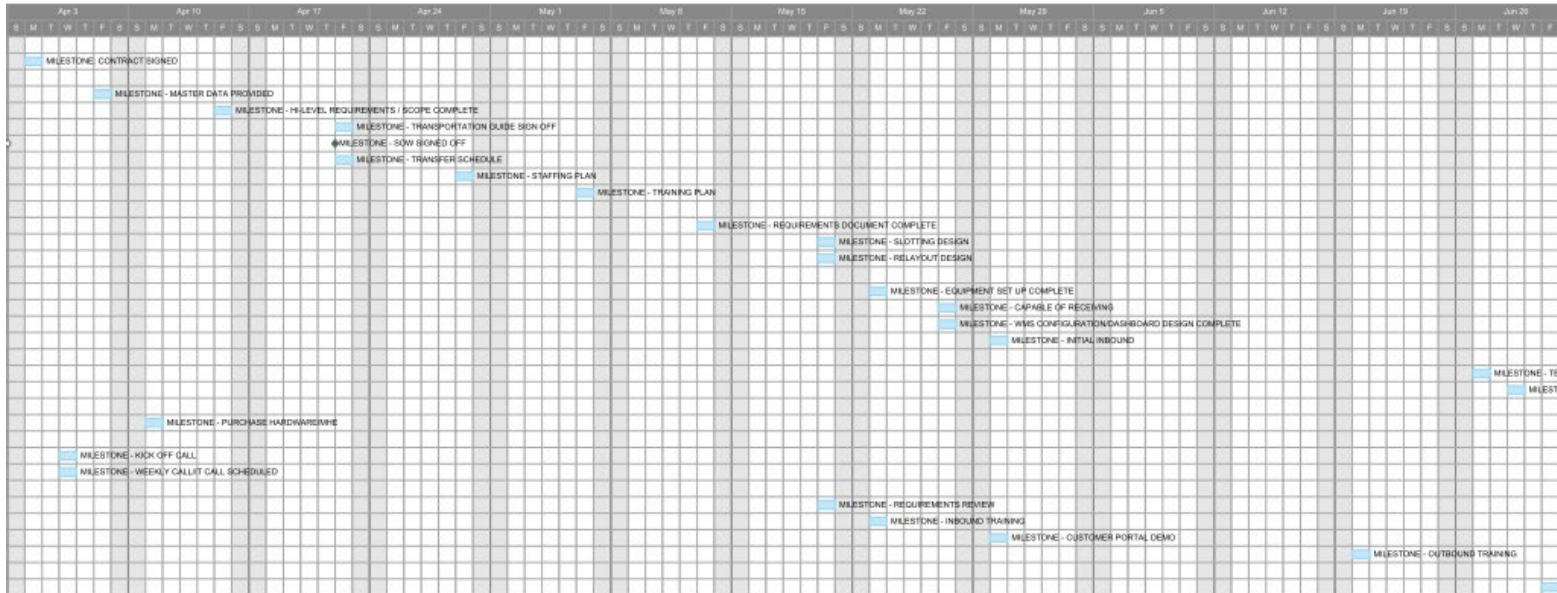 Apr 3 Apr 10 Apr 17 Apr 24 May 1 May 8 May 15 May 22 May 29 Jun 5 Jun 12 Jun 19 Jun 26
S M T W T F S S M T W T F S S M T W T F S S M T W T F S S M T W T F S S M T W T F S S M T W T F S S M T W T F S S M T W T F S S M T W T F S S M T W T F S S M T W T F S S M T W T F
MILESTONE: CONTRACT SIGNED
MILESTONE - MASTER DATA PROVIDED
MILESTONE - HI-LEVEL REQUIREMENTS / SCOPE COMPLETE
MILESTONE - TRANSPORTATION GUIDE SIGN OFF
MILESTONE - SOW SIGNED OFF
MILESTONE - TRANSFER SCHEDULE
MILESTONE - STAFFING PLAN
MILESTONE - TRAINING PLAN
MILESTONE - REQUIREMENTS DOCUMENT COMPLETE
MILESTONE - SLOTTING DESIGN
MILESTONE - RELAYOUT DESIGN
MILESTONE - EQUIPMENT SET UP COMPLETE
MILESTONE - CAPABLE OF RECEIVING
MILESTONE - WMS CONFIGURATION/DASHBOARD DESIGN COMPLETE
MILESTONE - INITIAL INBOUND
MILESTONE - TE
MILEST
MILESTONE - PURCHASE HARDWARE/MHE
MILESTONE - KICK OFF CALL
MILESTONE - WEEKLY CALL/IT CALL SCHEDULED
MILESTONE - REQUIREMENTS REVIEW
MILESTONE - INBOUND TRAINING
MILESTONE - CUSTOMER PORTAL DEMO
MILESTONE - OUTBOUND TRAINING